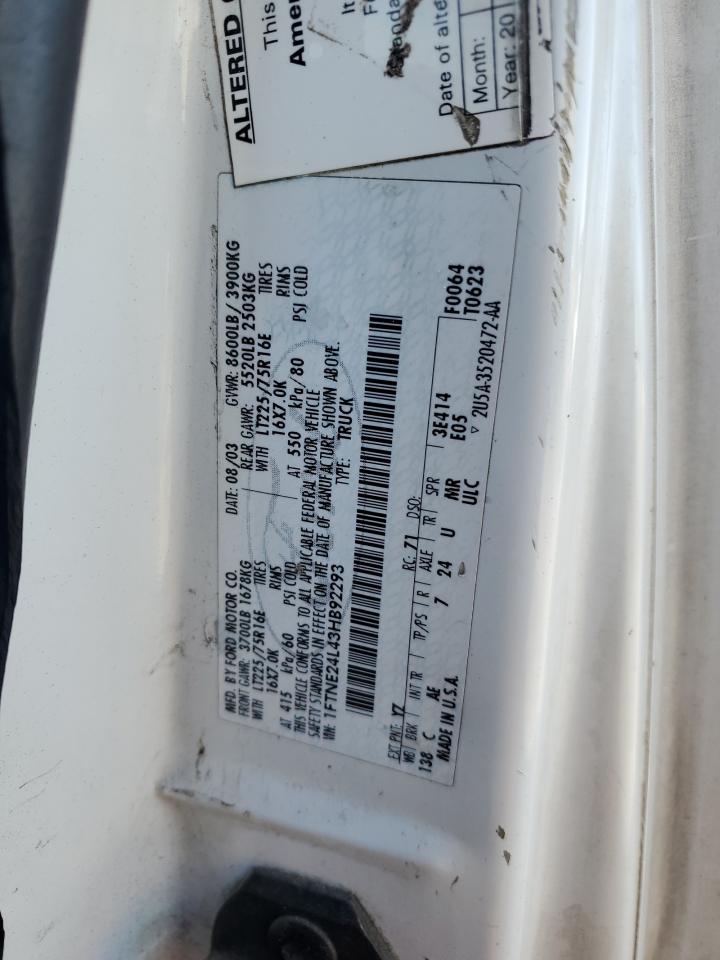 ALTERED
This
Amer
It
Date of alte
Month:
Year: 20
MFD. BY FORD MOTOR CO.
DATE: 08/03 GVWR: 8600LB/ 3900KG
FRONT GAWR: 3700LB 1678KG REAR GAWR: 5520LB 2503KG
WITH LT225/75R16E TIRES WITH LT225/75R16E TIRES
16X7.0K RIMS 16X7.0K RIMS
AT 415 kPa/60 PSI COLD AT 550 kPa/80 PSI COLD
THIS VEHICLE CONFORMS TO ALL APPLICABLE FEDERAL MOTOR VEHICLE
SAFETY STANDARDS IN EFFECT ON THE DATE OF MANUFACTURE SHOWN ABOVE.
VIN: 1FTNE24L43HB92293 TYPE: TRUCK
F0064
T0623
EXT PNT: YZ RC: 71 DSO:
WB BRK INT TR TP/PS R AXLE TR SPR 3E414
138 C AE 7 24 U MR E05
MADE IN U.S.A. ULC ▽ 2U5A-3520472-AA